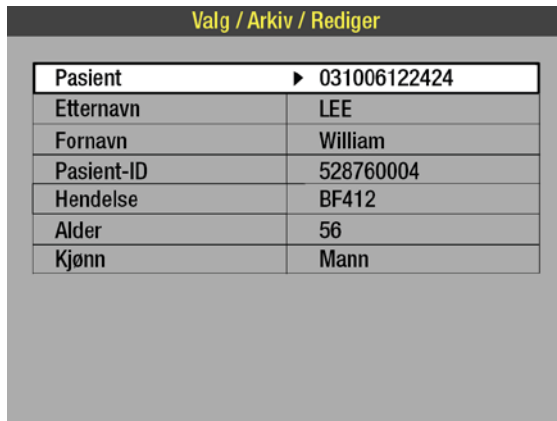 Valg / Arkiv / Rediger
Pasient ▶ 031006122424
Etternavn LEE
Fornavn William
Pasient-ID 528760004
Hendelse BF412
Alder 56
Kjønn Mann